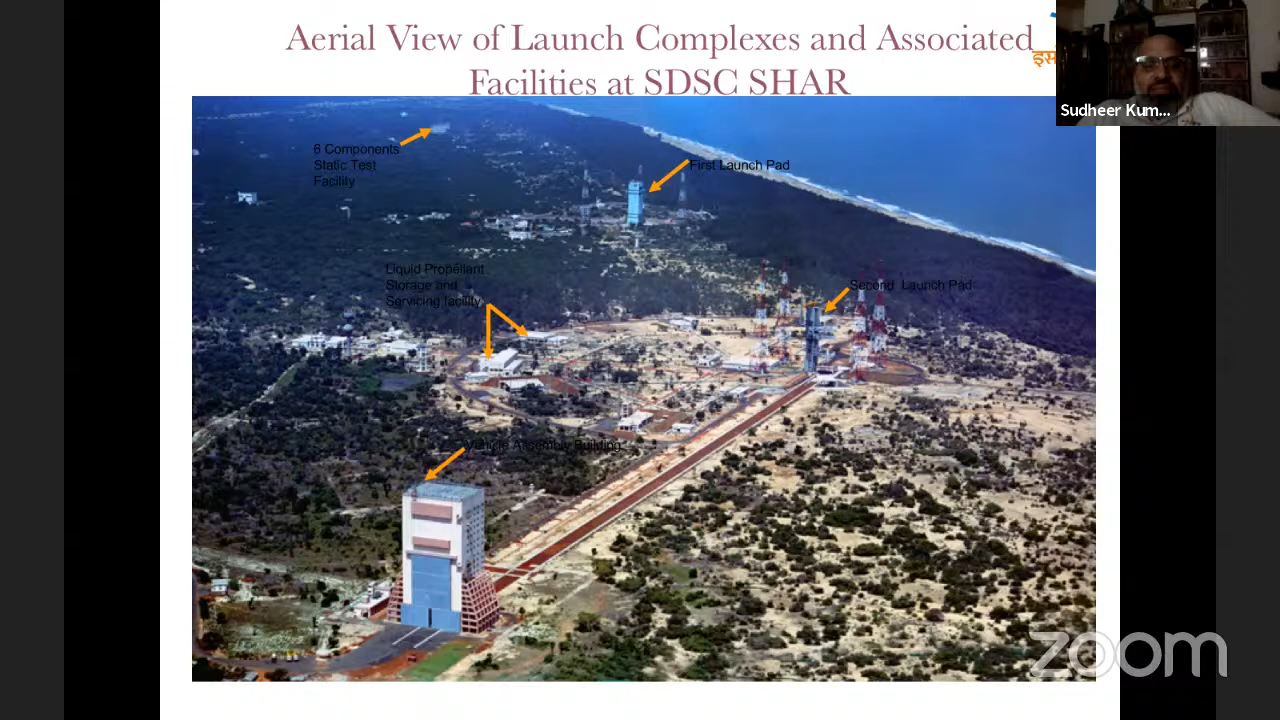 Aerial View of Launch Complexes and Associated
Facilities at SDSC SHAR
इस
Sudheer Kum...
6 Components
Static Test
Facility
First Launch Pad
Liquid Propellant
Storage and
Servicing facility
Second Launch Pad
Vehicle Assembly Building
zoom